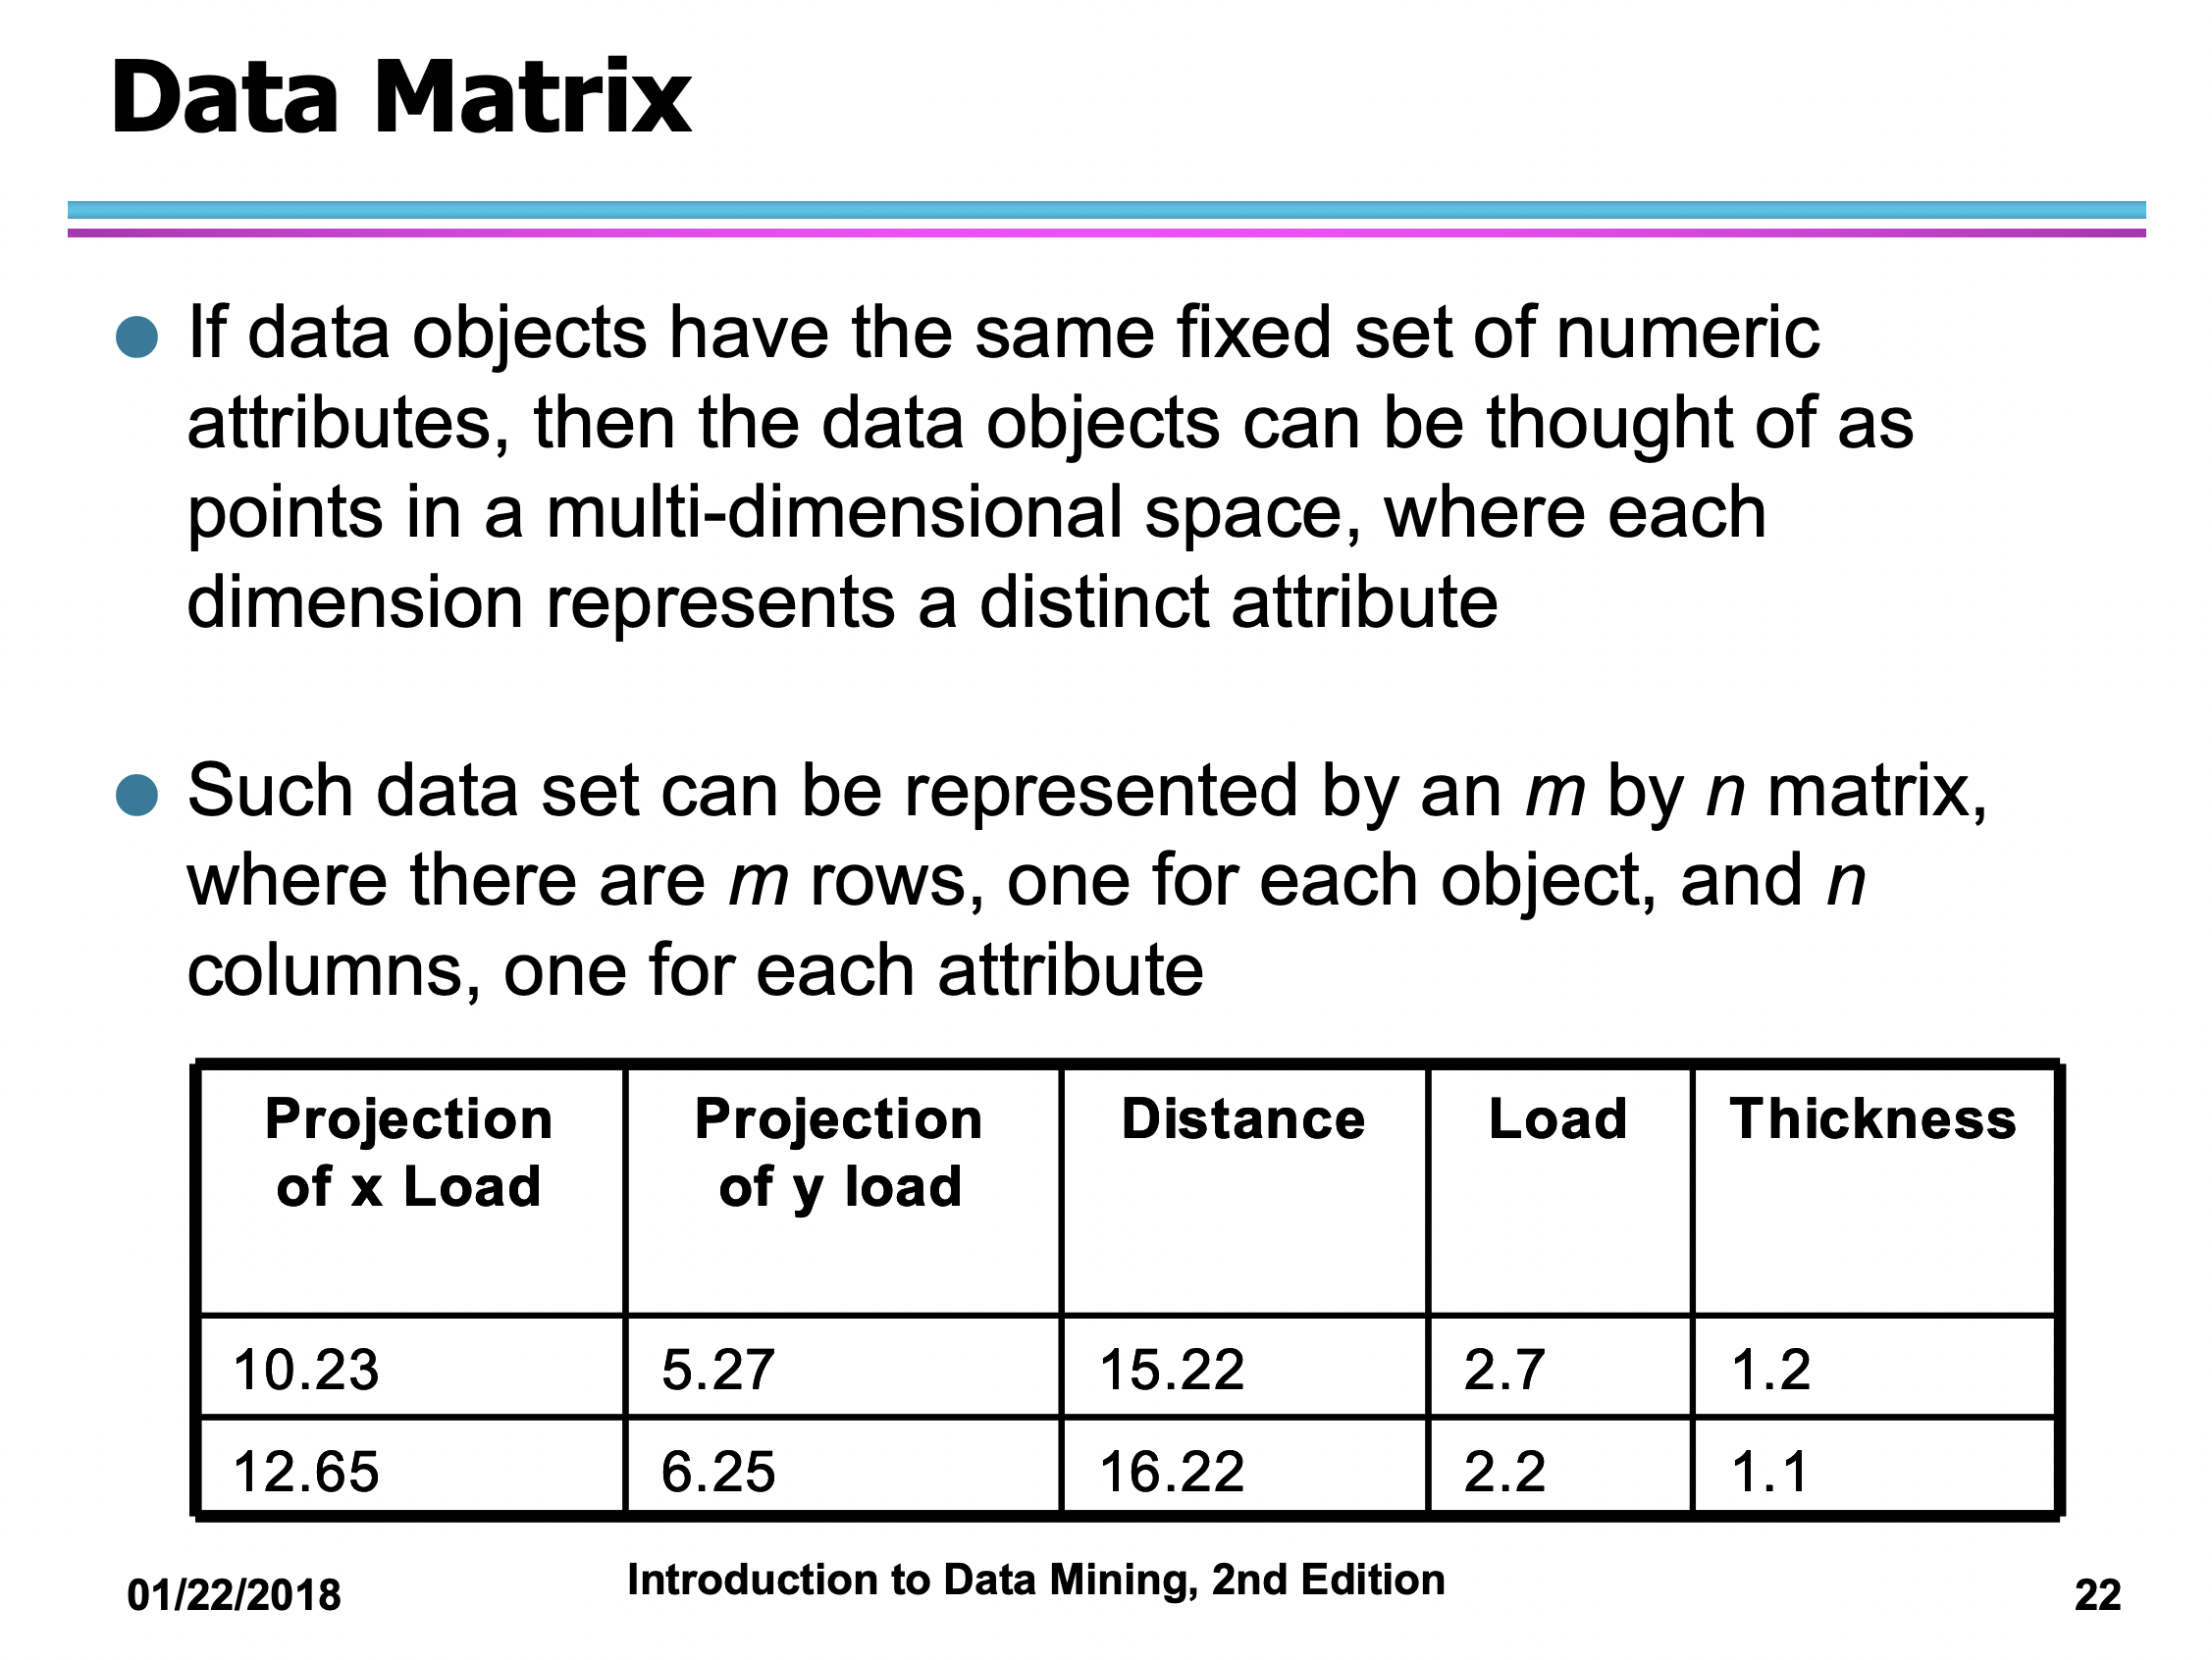 Data Matrix
If data objects have the same fixed set of numeric
attributes, then the data objects can be thought of as
points in a multi-dimensional space, where each
dimension represents a distinct attribute
Such data set can be represented by an m by n matrix,
where there are m rows, one for each object, and n
columns, one for each attribute
Projection of x Load Projection of y load Distance Load Thickness
10.23 5.27 15.22 2.7 1.2
12.65 6.25 16.22 2.2 1.1
01/22/2018 Introduction to Data Mining, 2nd Edition 22